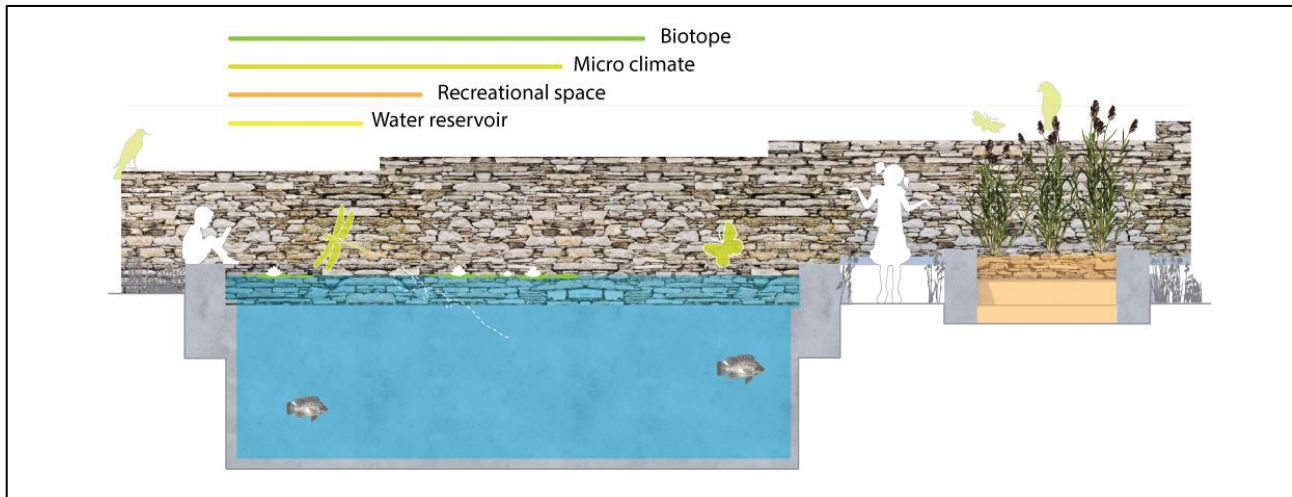 Biotope
Micro climate
Recreational space
Water reservoir